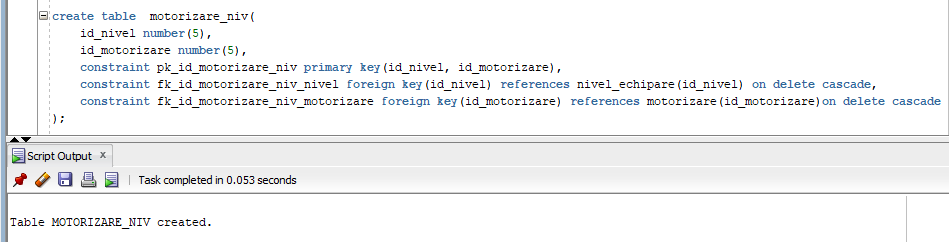 create table  motorizare_niv(
    id_nivel number(5),
    id_motorizare number(5),
    constraint pk_id_motorizare_niv primary key(id_nivel, id_motorizare),
    constraint fk_id_motorizare_niv_nivel foreign key(id_nivel) references nivel_echipare(id_nivel) on delete cascade,
    constraint fk_id_motorizare_niv_motorizare foreign key(id_motorizare) references motorizare(id_motorizare)on delete cascade
);
Script Output x
Task completed in 0.053 seconds
Table MOTORIZARE_NIV created.